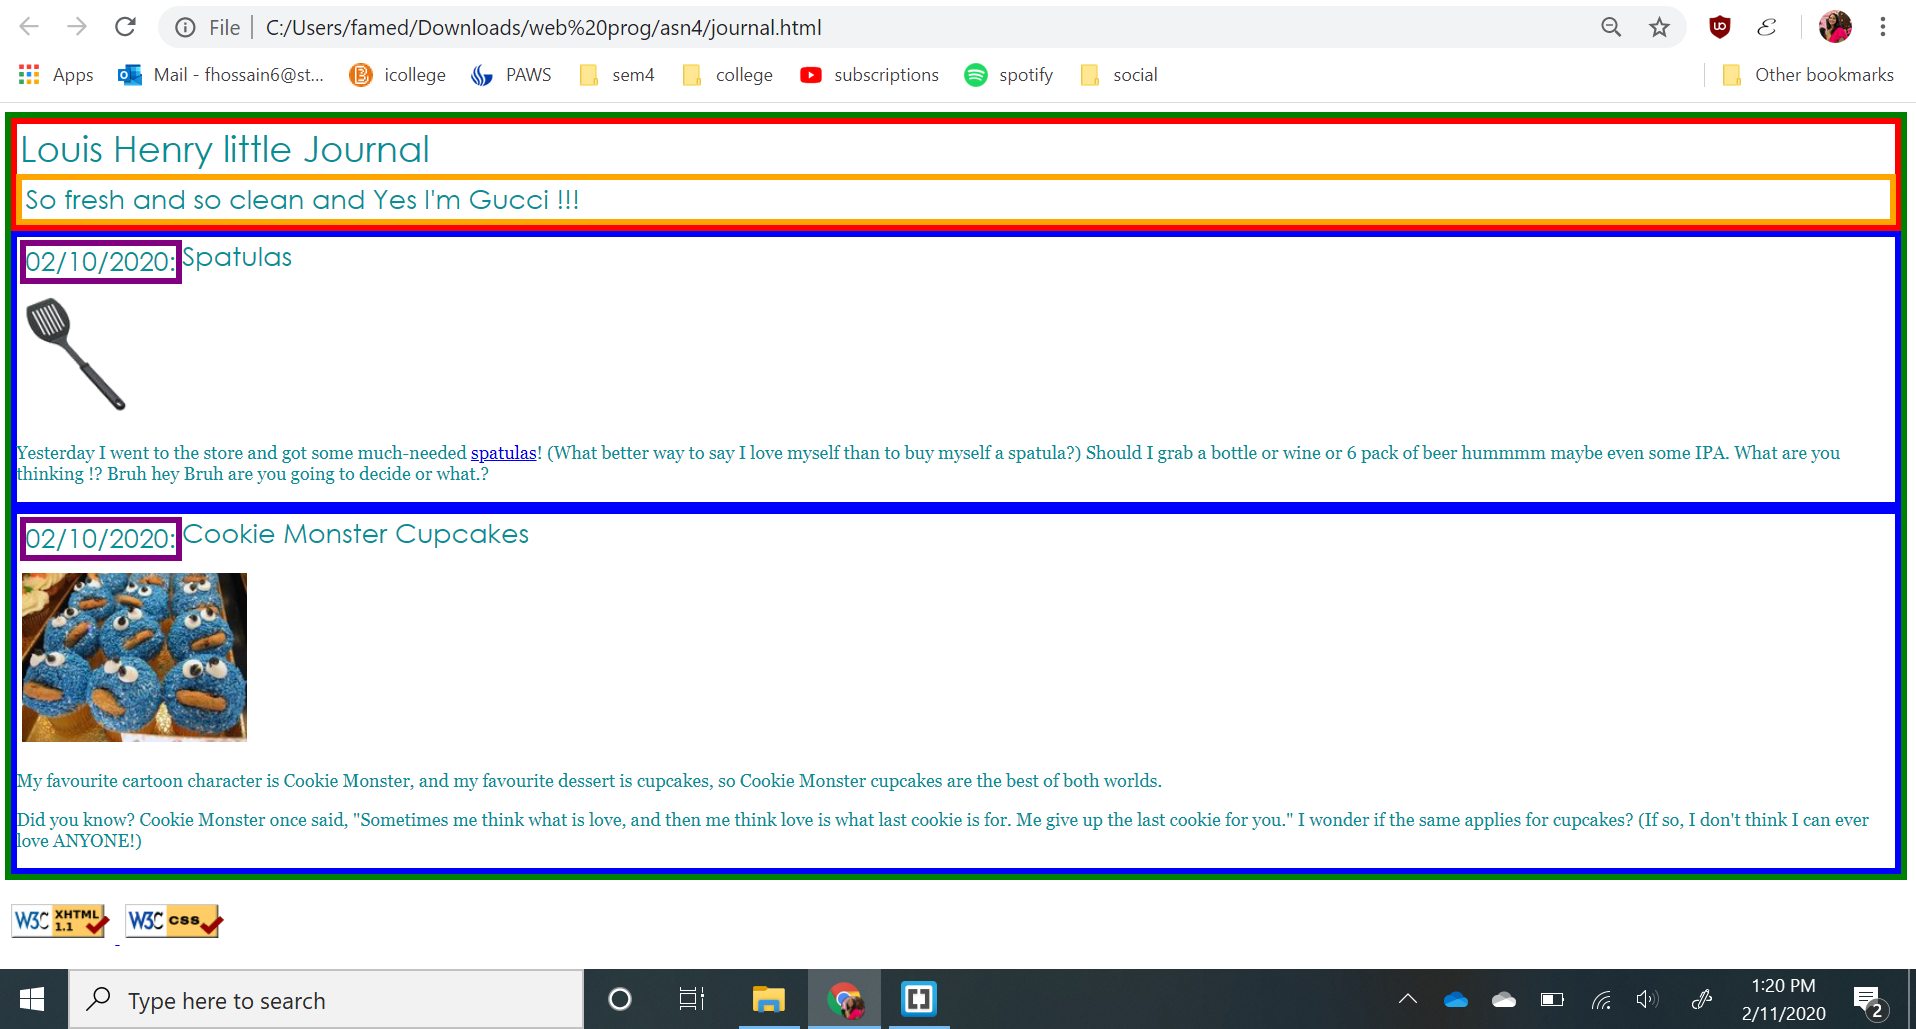 File C:/Users/famed/Downloads/web%20prog/asn4/journal.html
Apps Mail - fhossain6@st... icollege PAWS sem4 college subscriptions spotify social Other bookmarks
Louis Henry little Journal
So fresh and so clean and Yes I'm Gucci !!!
02/10/2020: Spatulas
Yesterday I went to the store and got some much-needed spatulas! (What better way to say I love myself than to buy myself a spatula?) Should I grab a bottle or wine or 6 pack of beer hummmm maybe even some IPA. What are you
thinking !? Bruh hey Bruh are you going to decide or what.?
02/10/2020: Cookie Monster Cupcakes
My favourite cartoon character is Cookie Monster, and my favourite dessert is cupcakes, so Cookie Monster cupcakes are the best of both worlds.
Did you know? Cookie Monster once said, "Sometimes me think what is love, and then me think love is what last cookie is for. Me give up the last cookie for you." I wonder if the same applies for cupcakes? (If so, I don't think I can ever
love ANYONE!)
W3C XHTML 1.1 W3C css
Type here to search
1:20 PM
2/11/2020
2